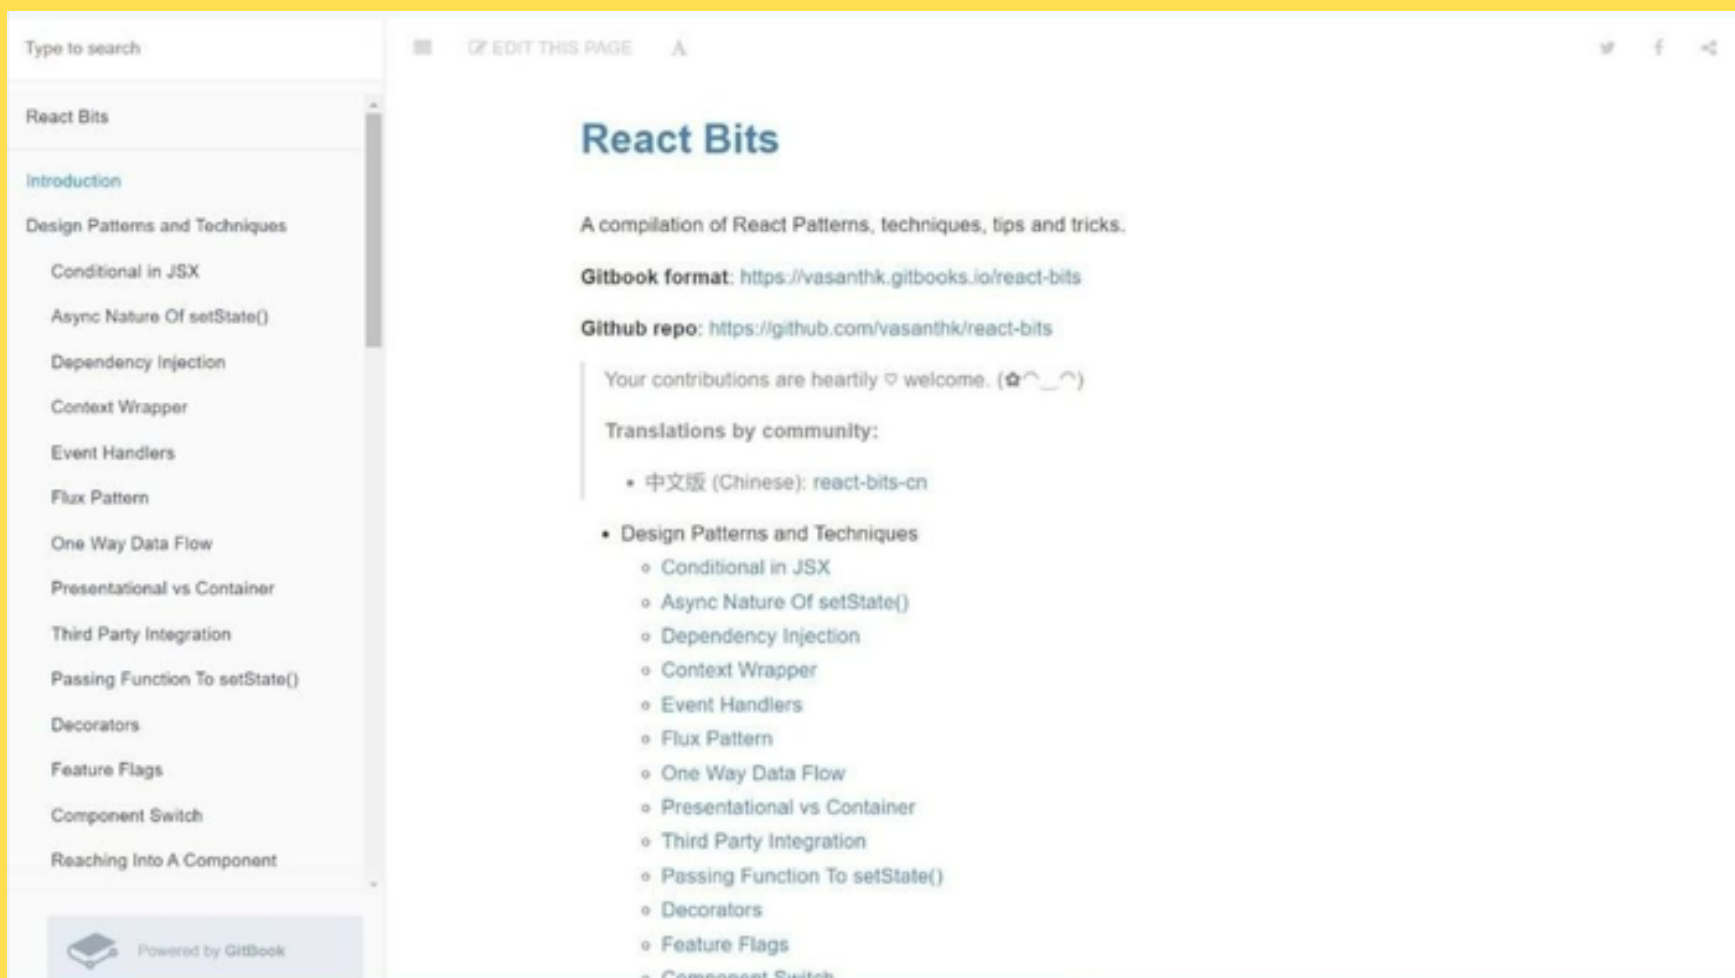 Type to search
EDIT THIS PAGE
A
React Bits
Introduction
Design Patterns and Techniques
Conditional in JSX
Async Nature Of setState()
Dependency Injection
Context Wrapper
Event Handlers
Flux Pattern
One Way Data Flow
Presentational vs Container
Third Party Integration
Passing Function To setState()
Decorators
Feature Flags
Component Switch
Reaching Into A Component
Powered by GitBook
React Bits
A compilation of React Patterns, techniques, tips and tricks.
Gitbook format: https://vasanthk.gitbooks.io/react-bits
Github repo: https://github.com/vasanthk/react-bits
Your contributions are heartily ♡ welcome. (✿◠‿◠)
Translations by community:
• 中文版 (Chinese): react-bits-cn
• Design Patterns and Techniques
◦ Conditional in JSX
◦ Async Nature Of setState()
◦ Dependency Injection
◦ Context Wrapper
◦ Event Handlers
◦ Flux Pattern
◦ One Way Data Flow
◦ Presentational vs Container
◦ Third Party Integration
◦ Passing Function To setState()
◦ Decorators
◦ Feature Flags
◦ Component Switch